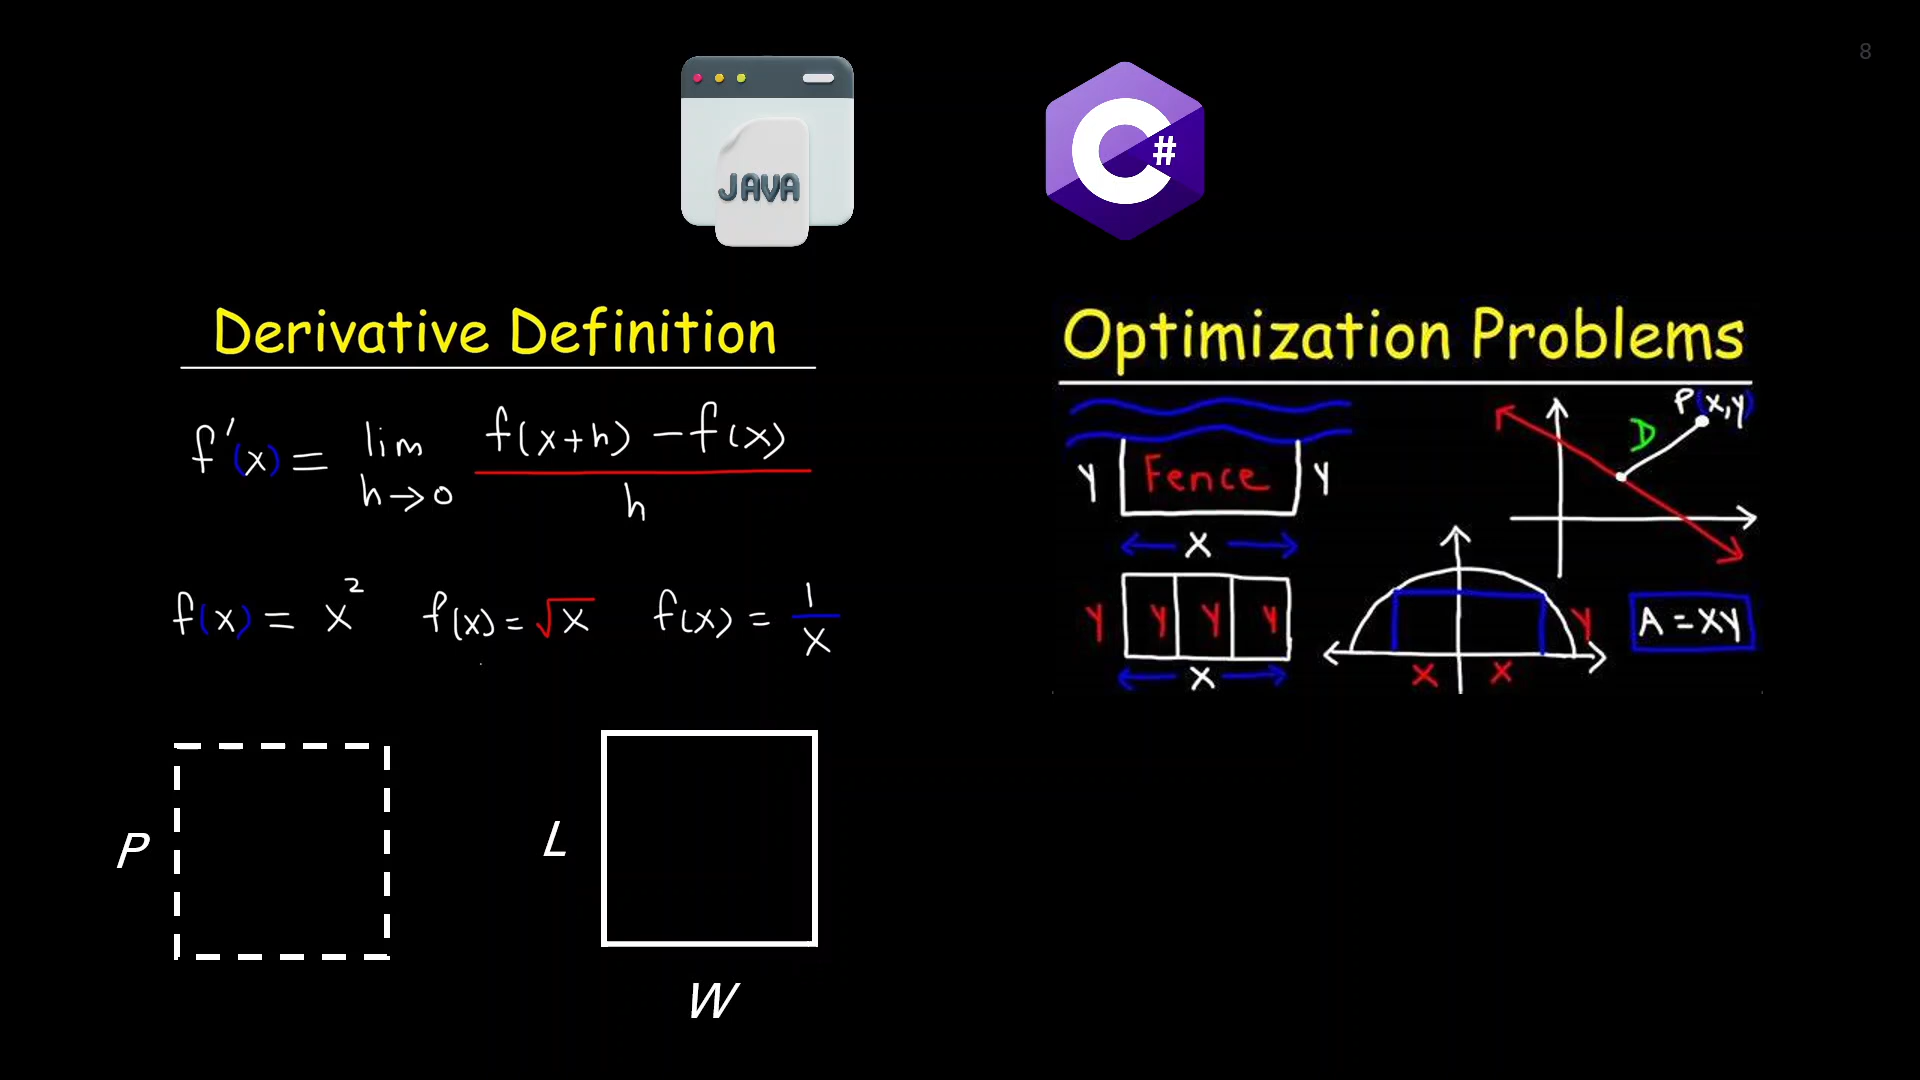 8
JAVA
C#
Derivative Definition
f'(x) = lim h→0 f(x+h) - f(x) / h
f(x) = x² f(x) = √x f(x) = 1/x
Optimization Problems
P(x,y)
D
Y Fence Y
X
Y Y Y Y
X
Y
X X
A = XY
P
L
W